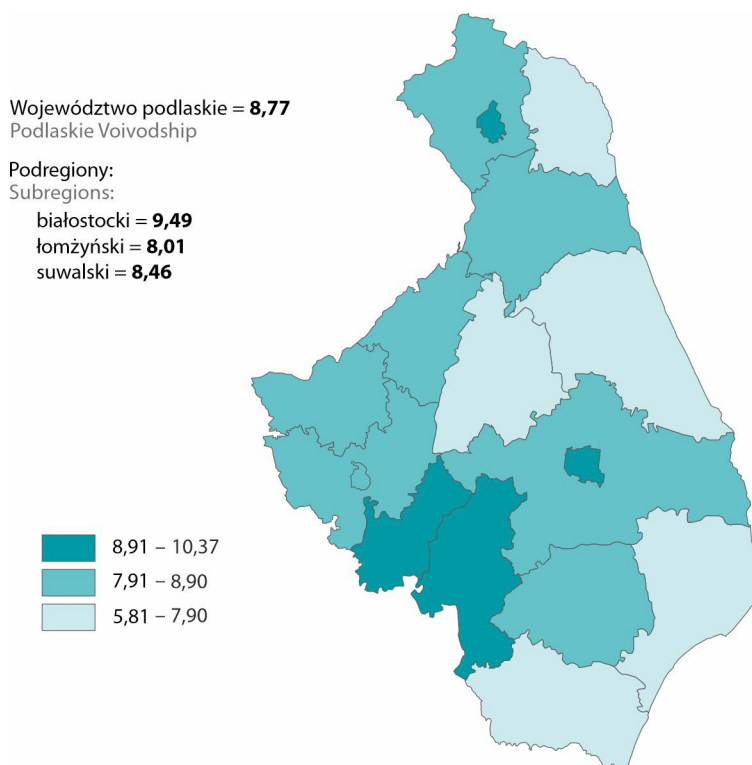 Województwo podlaskie = 8,77
Podlaskie Voivodship
Podregiony:
Subregions:
białostocki = 9,49
łomżyński = 8,01
suwalski = 8,46
8,91 – 10,37
7,91 – 8,90
5,81 – 7,90